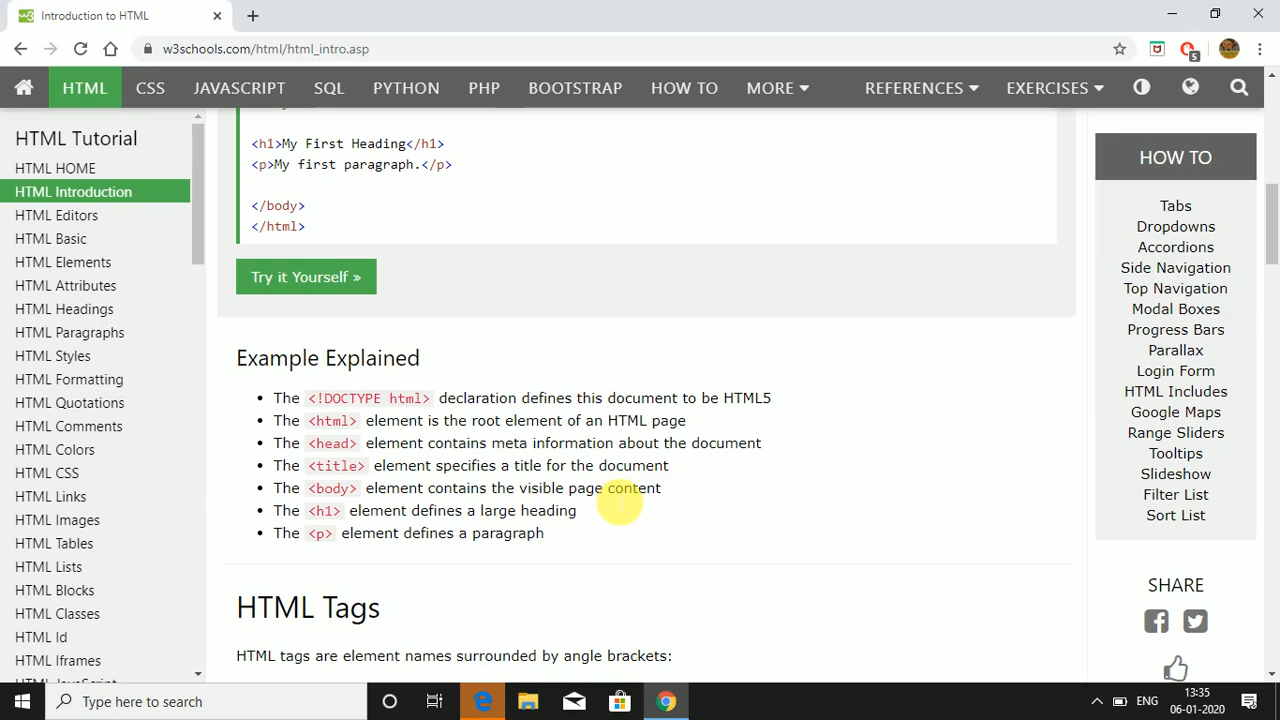 Introduction to HTML
w3schools.com/html/html_intro.asp
5
HTML CSS JAVASCRIPT SQL PYTHON PHP BOOTSTRAP HOW TO MORE REFERENCES EXERCISES
HTML Tutorial
HTML HOME
HTML Introduction
HTML Editors
HTML Basic
HTML Elements
HTML Attributes
HTML Headings
HTML Paragraphs
HTML Styles
HTML Formatting
HTML Quotations
HTML Comments
HTML Colors
HTML CSS
HTML Links
HTML Images
HTML Tables
HTML Lists
HTML Blocks
HTML Classes
HTML Id
HTML Iframes
HTML JavaScript
<h1>My First Heading</h1>
<p>My first paragraph.</p>
</body>
</html>
Try it Yourself »
Example Explained
• The <!DOCTYPE html> declaration defines this document to be HTML5
• The <html> element is the root element of an HTML page
• The <head> element contains meta information about the document
• The <title> element specifies a title for the document
• The <body> element contains the visible page content
• The <h1> element defines a large heading
• The <p> element defines a paragraph
HTML Tags
HTML tags are element names surrounded by angle brackets:
HOW TO
Tabs
Dropdowns
Accordions
Side Navigation
Top Navigation
Modal Boxes
Progress Bars
Parallax
Login Form
HTML Includes
Google Maps
Range Sliders
Tooltips
Slideshow
Filter List
Sort List
SHARE
Type here to search
ENG
13:35
06-01-2020